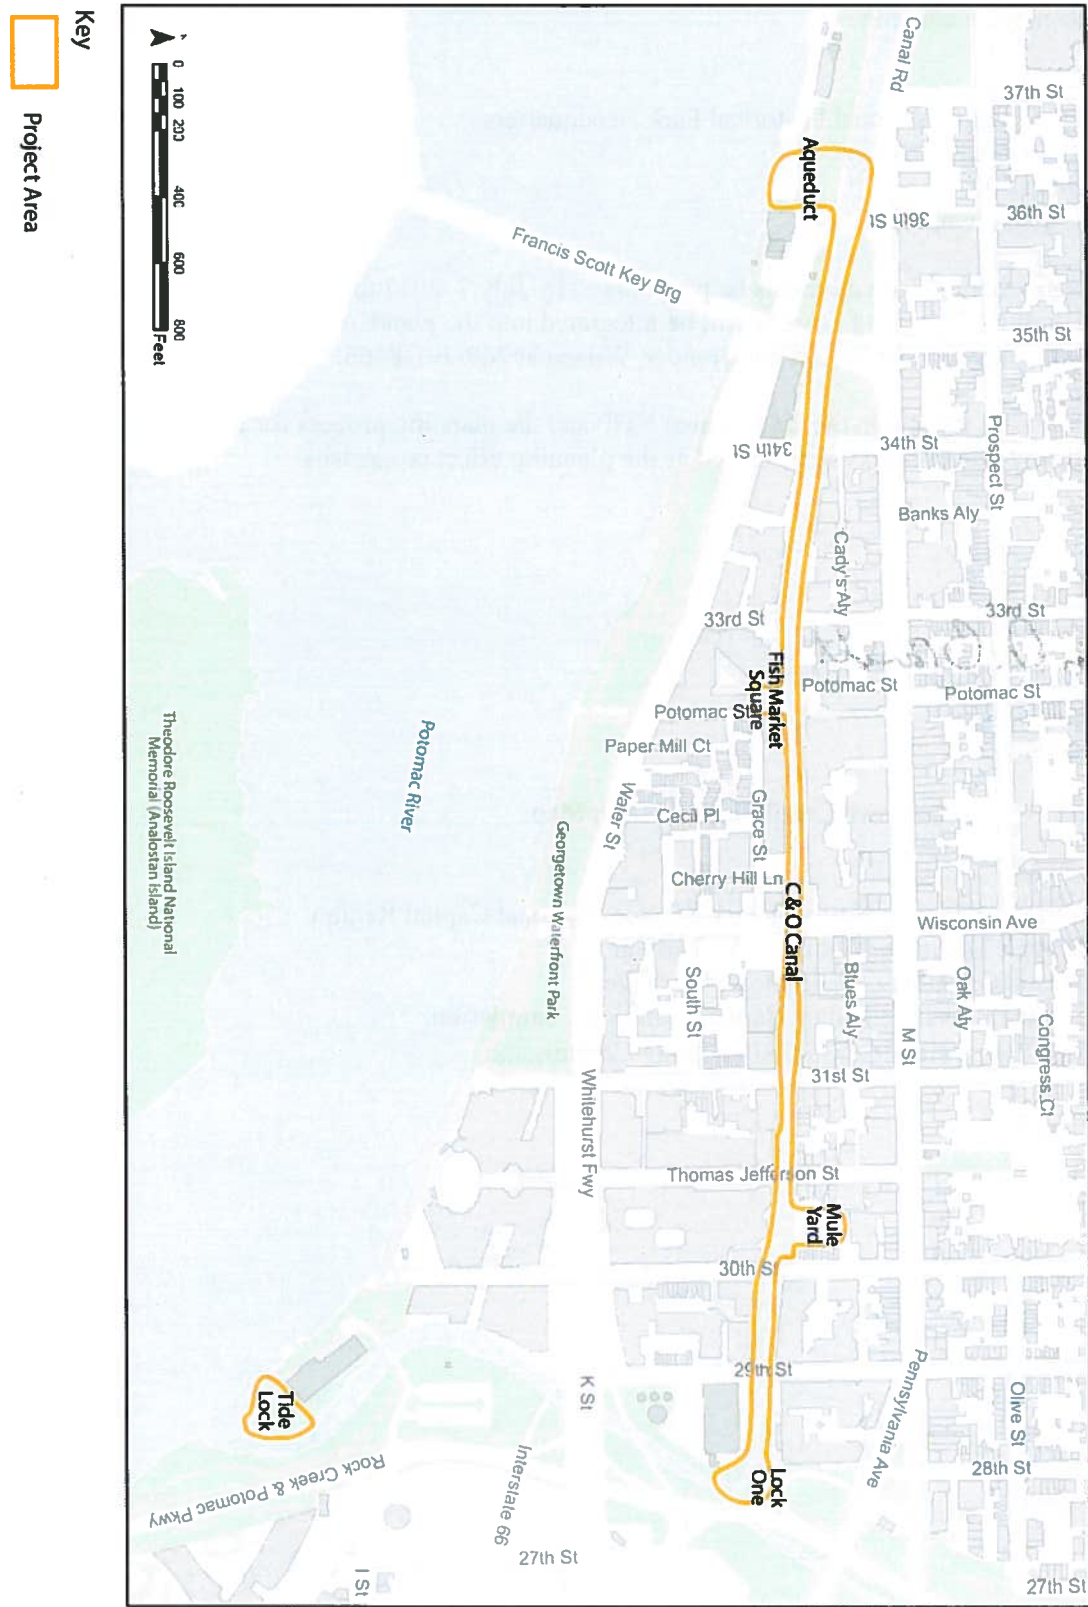 Key
Project Area
0
100
200
400
600
800
Feet
Canal Rd
37th St
Aqueduct
36th St
36th St
Francis Scott Key Brg
35th St
34th St
34th St
Prospect St
Banks Aly
Cady's Aly
33rd St
33rd St
Fish Market
Square
Potomac St
Potomac St
Potomac St
Paper Mill Ct
Potomac River
Water St
Grace St
Cecil Pl
Cherry Hill Ln
Georgetown Waterfront Park
C&O Canal
Wisconsin Ave
Theodore Roosevelt Island National
Memorial (Analostan Island)
South St
Blues Aly
Oak Aly
M St
Congress Ct
31st St
Whitehurst Fwy
Thomas Jefferson St
Mule
Yard
30th St
29th St
K St
Pennsylvania Ave
Olive St
Tide
Lock
28th St
Lock
One
Rock Creek & Potomac Pkwy
Interstate 66
27th St
27th St
I St